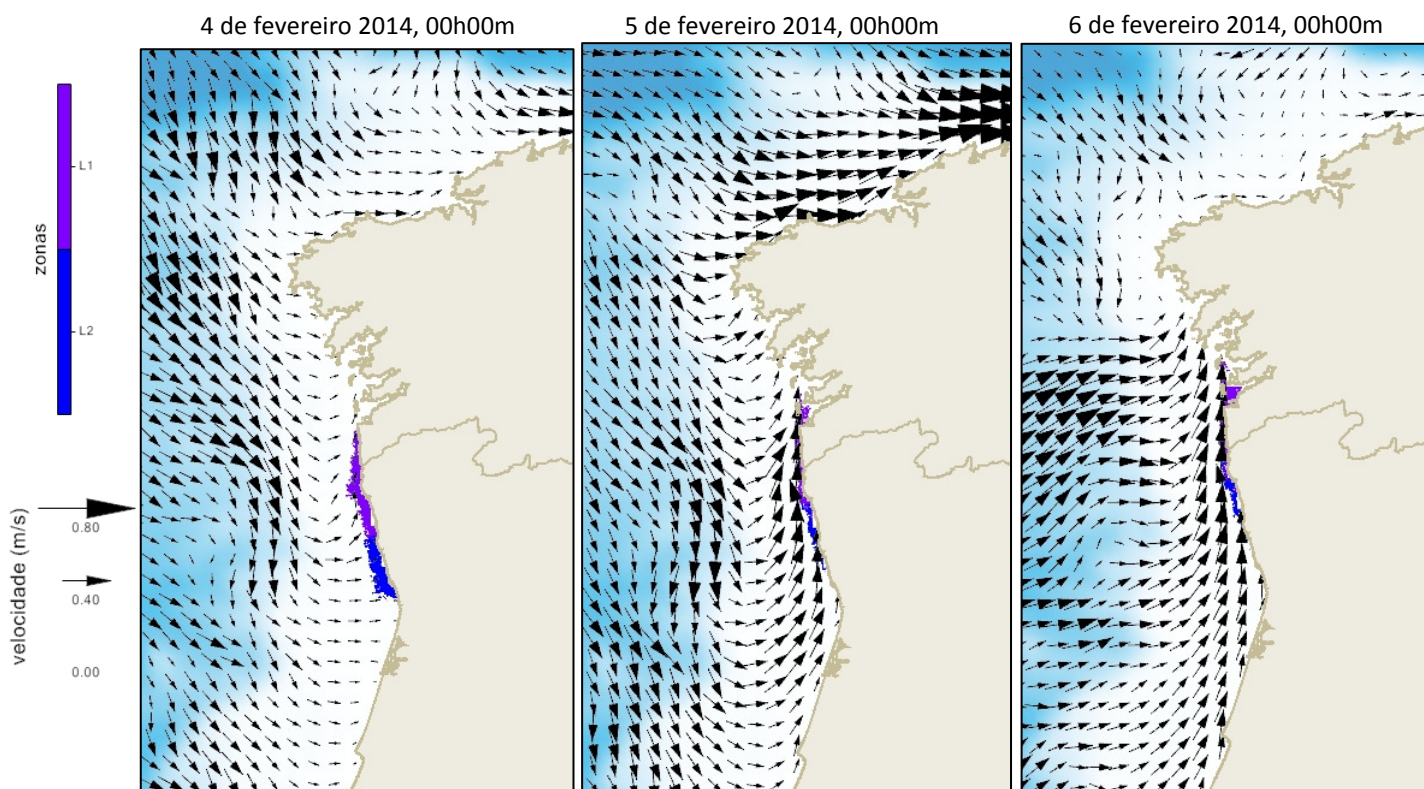 4 de fevereiro 2014, 00h00m
5 de fevereiro 2014, 00h00m
6 de fevereiro 2014, 00h00m
zonas
L1
L2
velocidade (m/s)
0.80
0.40
0.00